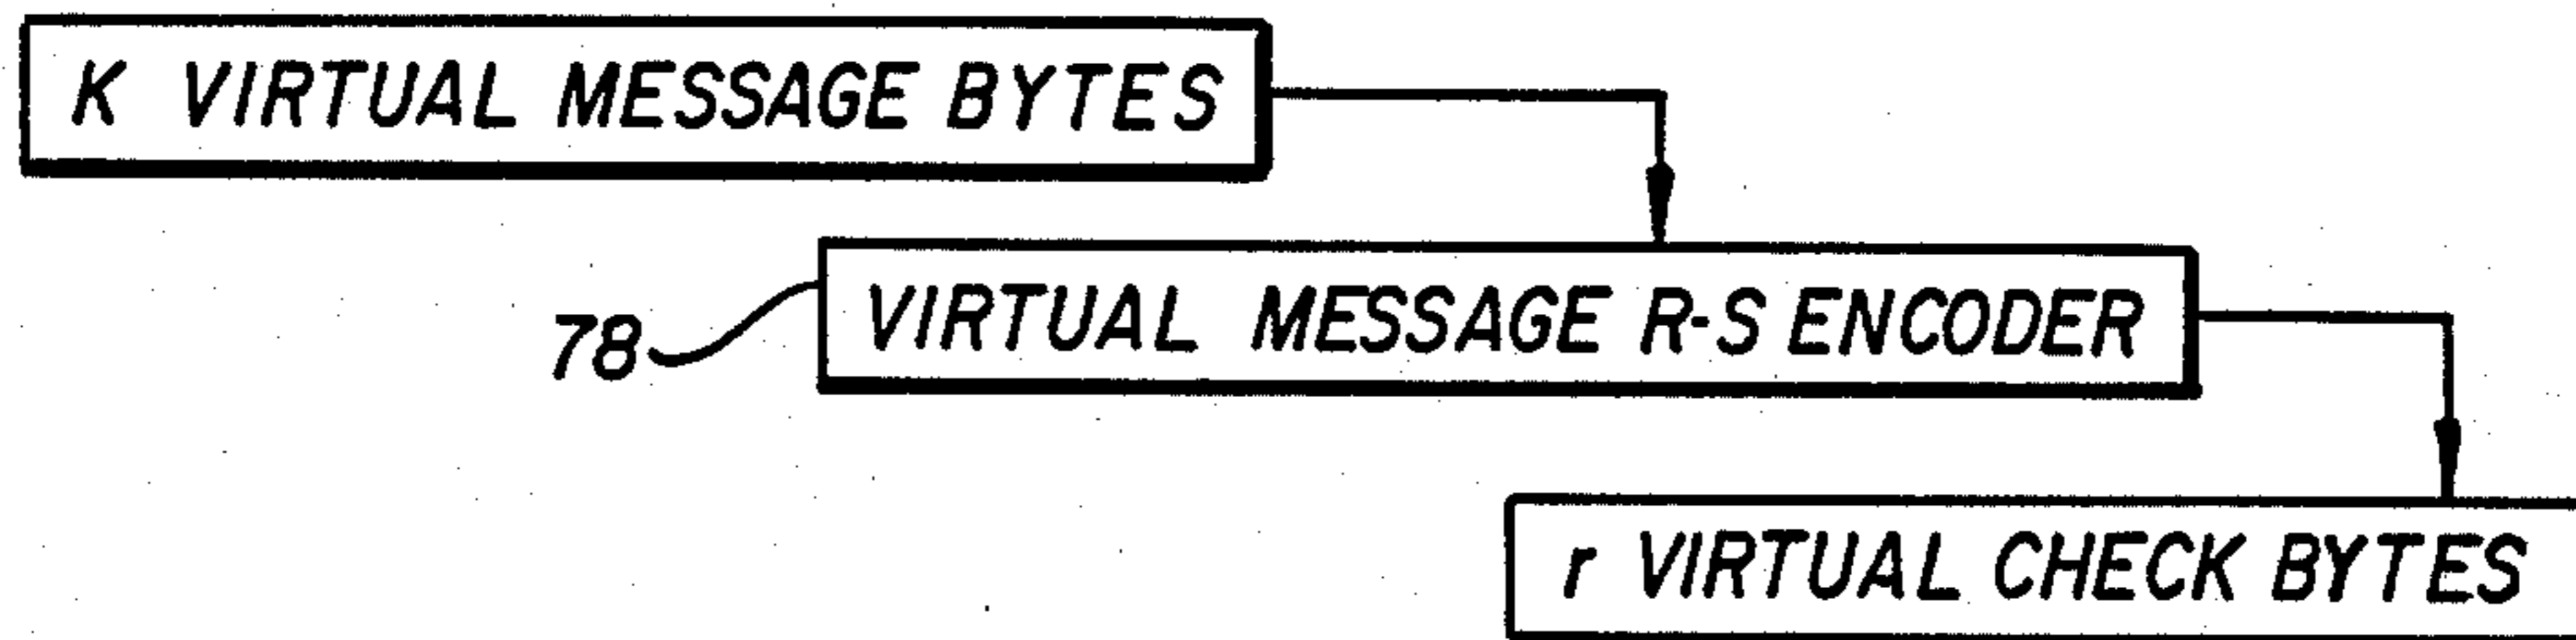 K VIRTUAL MESSAGE BYTES
VIRTUAL MESSAGE R-S ENCODER
78
r VIRTUAL CHECK BYTES